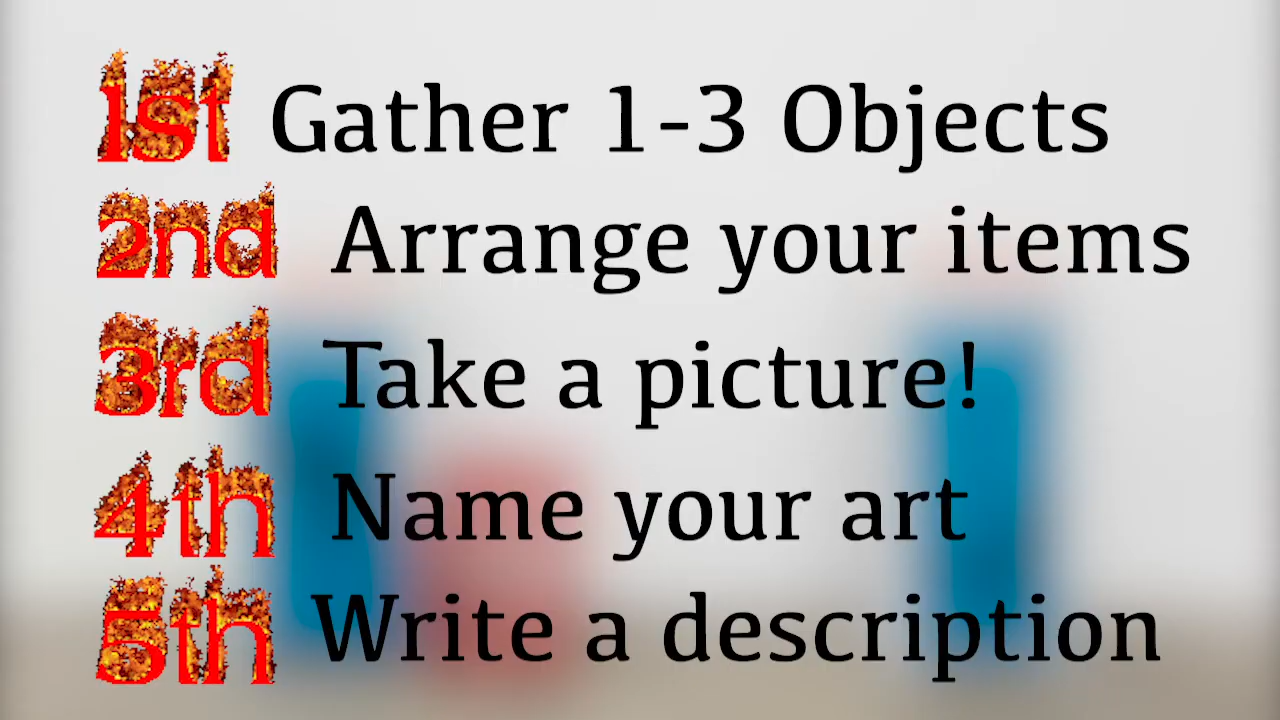 1st Gather 1-3 Objects
2nd Arrange your items
3rd Take a picture!
4th Name your art
5th Write a description